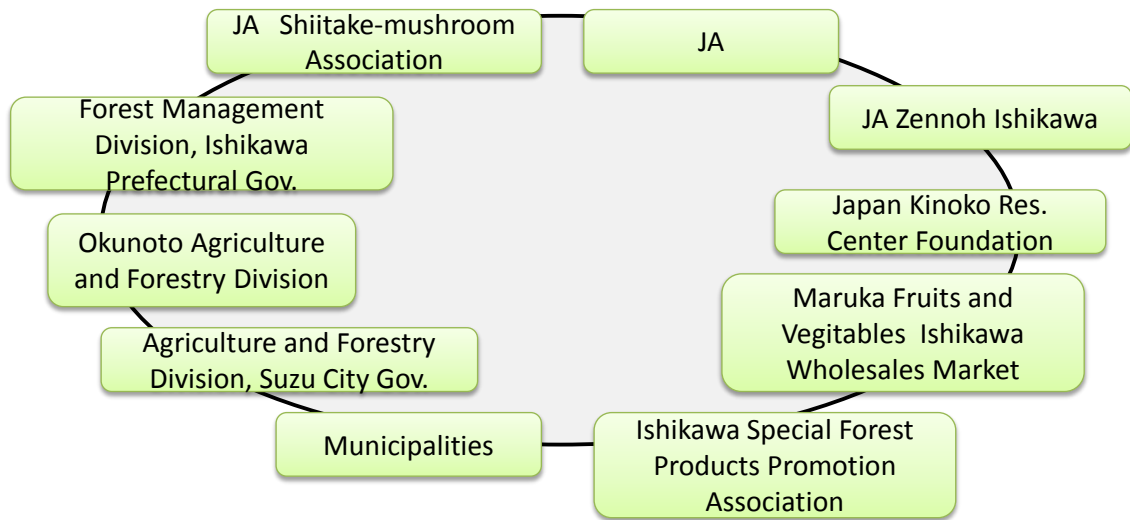 JA Shiitake-mushroom
Association
JA
Forest Management
Division, Ishikawa
Prefectural Gov.
JA Zennoh Ishikawa
Okunoto Agriculture
and Forestry Division
Japan Kinoko Res.
Center Foundation
Agriculture and Forestry
Division, Suzu City Gov.
Maruka Fruits and
Vegitables Ishikawa
Wholesales Market
Municipalities
Ishikawa Special Forest
Products Promotion
Association